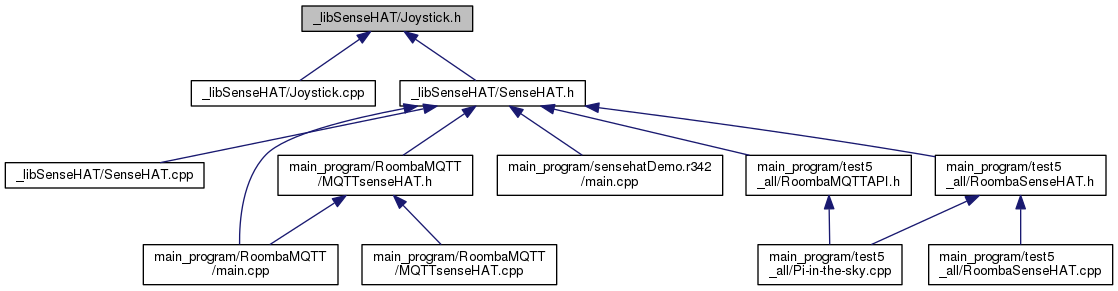 _libSenseHAT/Joystick.h
_libSenseHAT/Joystick.cpp
_libSenseHAT/SenseHAT.h
_libSenseHAT/SenseHAT.cpp
main_program/RoombaMQTT
/MQTTsenseHAT.h
main_program/sensehatDemo.r342
/main.cpp
main_program/test5
_all/RoombaMQTTAPI.h
main_program/test5
_all/RoombaSenseHAT.h
main_program/RoombaMQTT
/main.cpp
main_program/RoombaMQTT
/MQTTsenseHAT.cpp
main_program/test5
_all/Pi-in-the-sky.cpp
main_program/test5
_all/RoombaSenseHAT.cpp